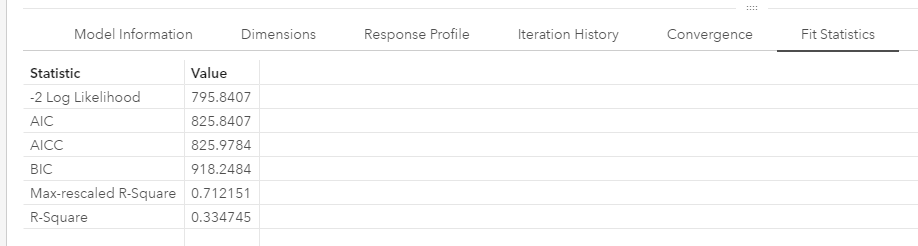 Model Information Dimensions Response Profile Iteration History Convergence Fit Statistics
Statistic Value
-2 Log Likelihood 795.8407
AIC 825.8407
AICC 825.9784
BIC 918.2484
Max-rescaled R-Square 0.712151
R-Square 0.334745